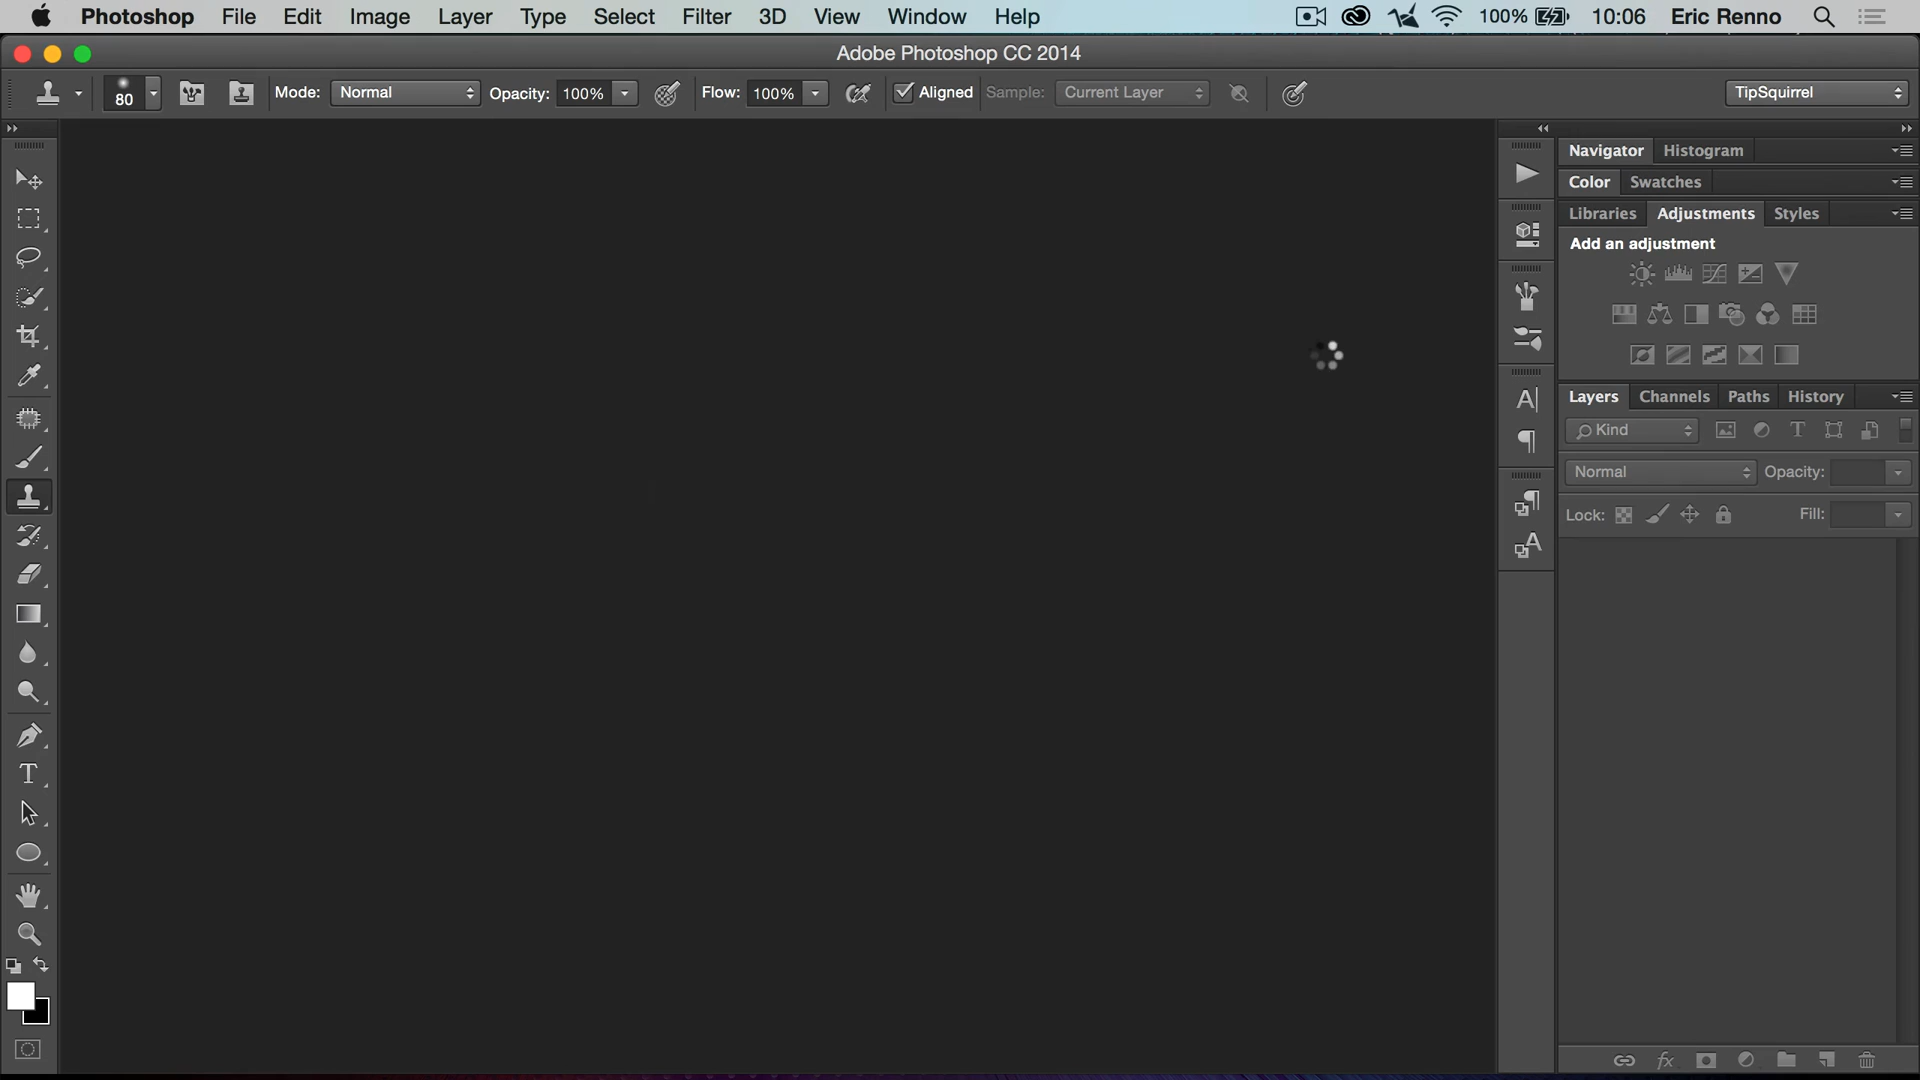 Photoshop File Edit Image Layer Type Select Filter 3D View Window Help 100% 10:06 Eric Renno
Adobe Photoshop CC 2014
80 Mode: Normal Opacity: 100% Flow: 100% Aligned Sample: Current Layer TipSquirrel
Navigator Histogram
Color Swatches
Libraries Adjustments Styles
Add an adjustment
Layers Channels Paths History
Kind
Normal Opacity:
Lock: Fill: